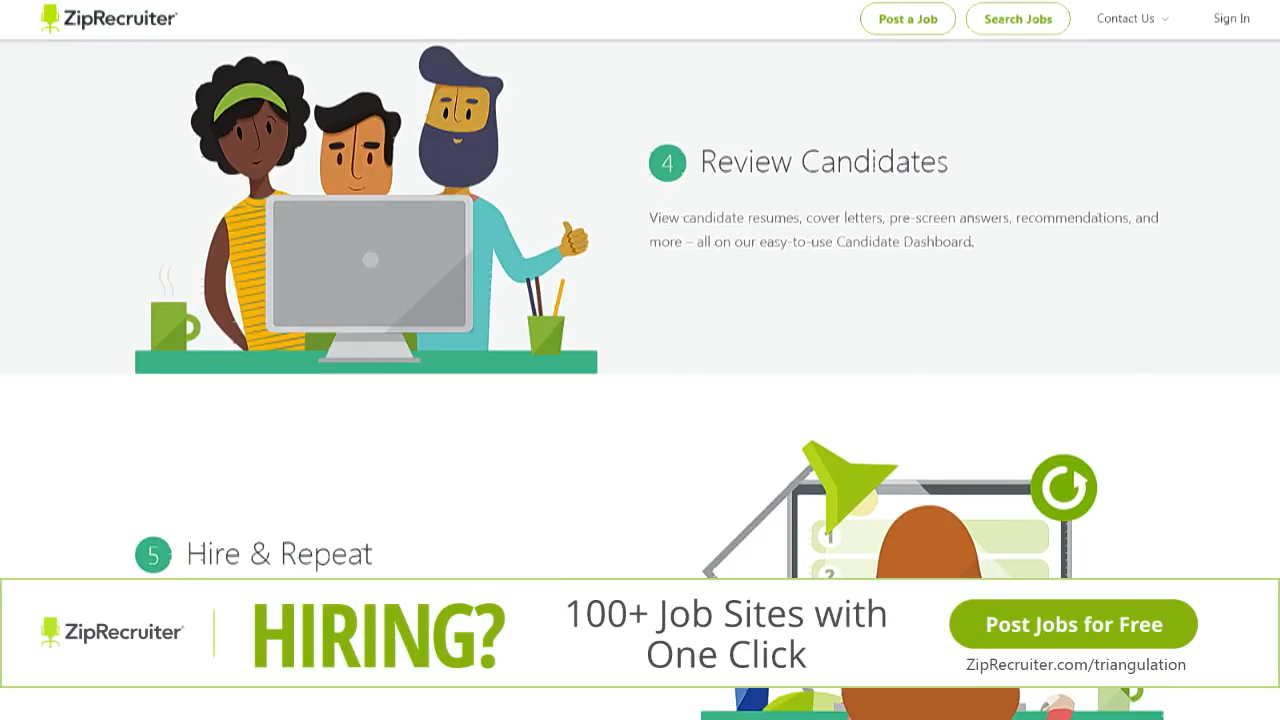 ZipRecruiter®
Post a Job
Search Jobs
Contact Us
Sign In
4 Review Candidates
View candidate resumes, cover letters, pre-screen answers, recommendations, and
more – all on our easy-to-use Candidate Dashboard.
1
2
5 Hire & Repeat
ZipRecruiter®
HIRING?
100+ Job Sites with
One Click
Post Jobs for Free
ZipRecruiter.com/triangulation